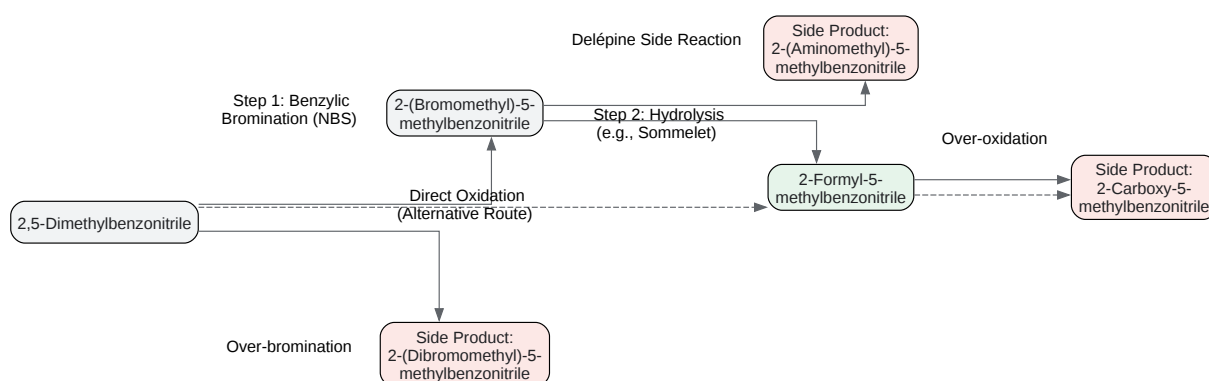 Delépine Side Reaction
Side Product:
2-(Aminomethyl)-5-
methylbenzonitrile
Step 1: Benzylic
Bromination (NBS)
2-(Bromomethyl)-5-
methylbenzonitrile
Step 2: Hydrolysis
(e.g., Sommelet)
Over-oxidation
2,5-Dimethylbenzonitrile
Direct Oxidation
(Alternative Route)
2-Formyl-5-
methylbenzonitrile
Side Product:
2-Carboxy-5-
methylbenzonitrile
Over-bromination
Side Product:
2-(Dibromomethyl)-5-
methylbenzonitrile